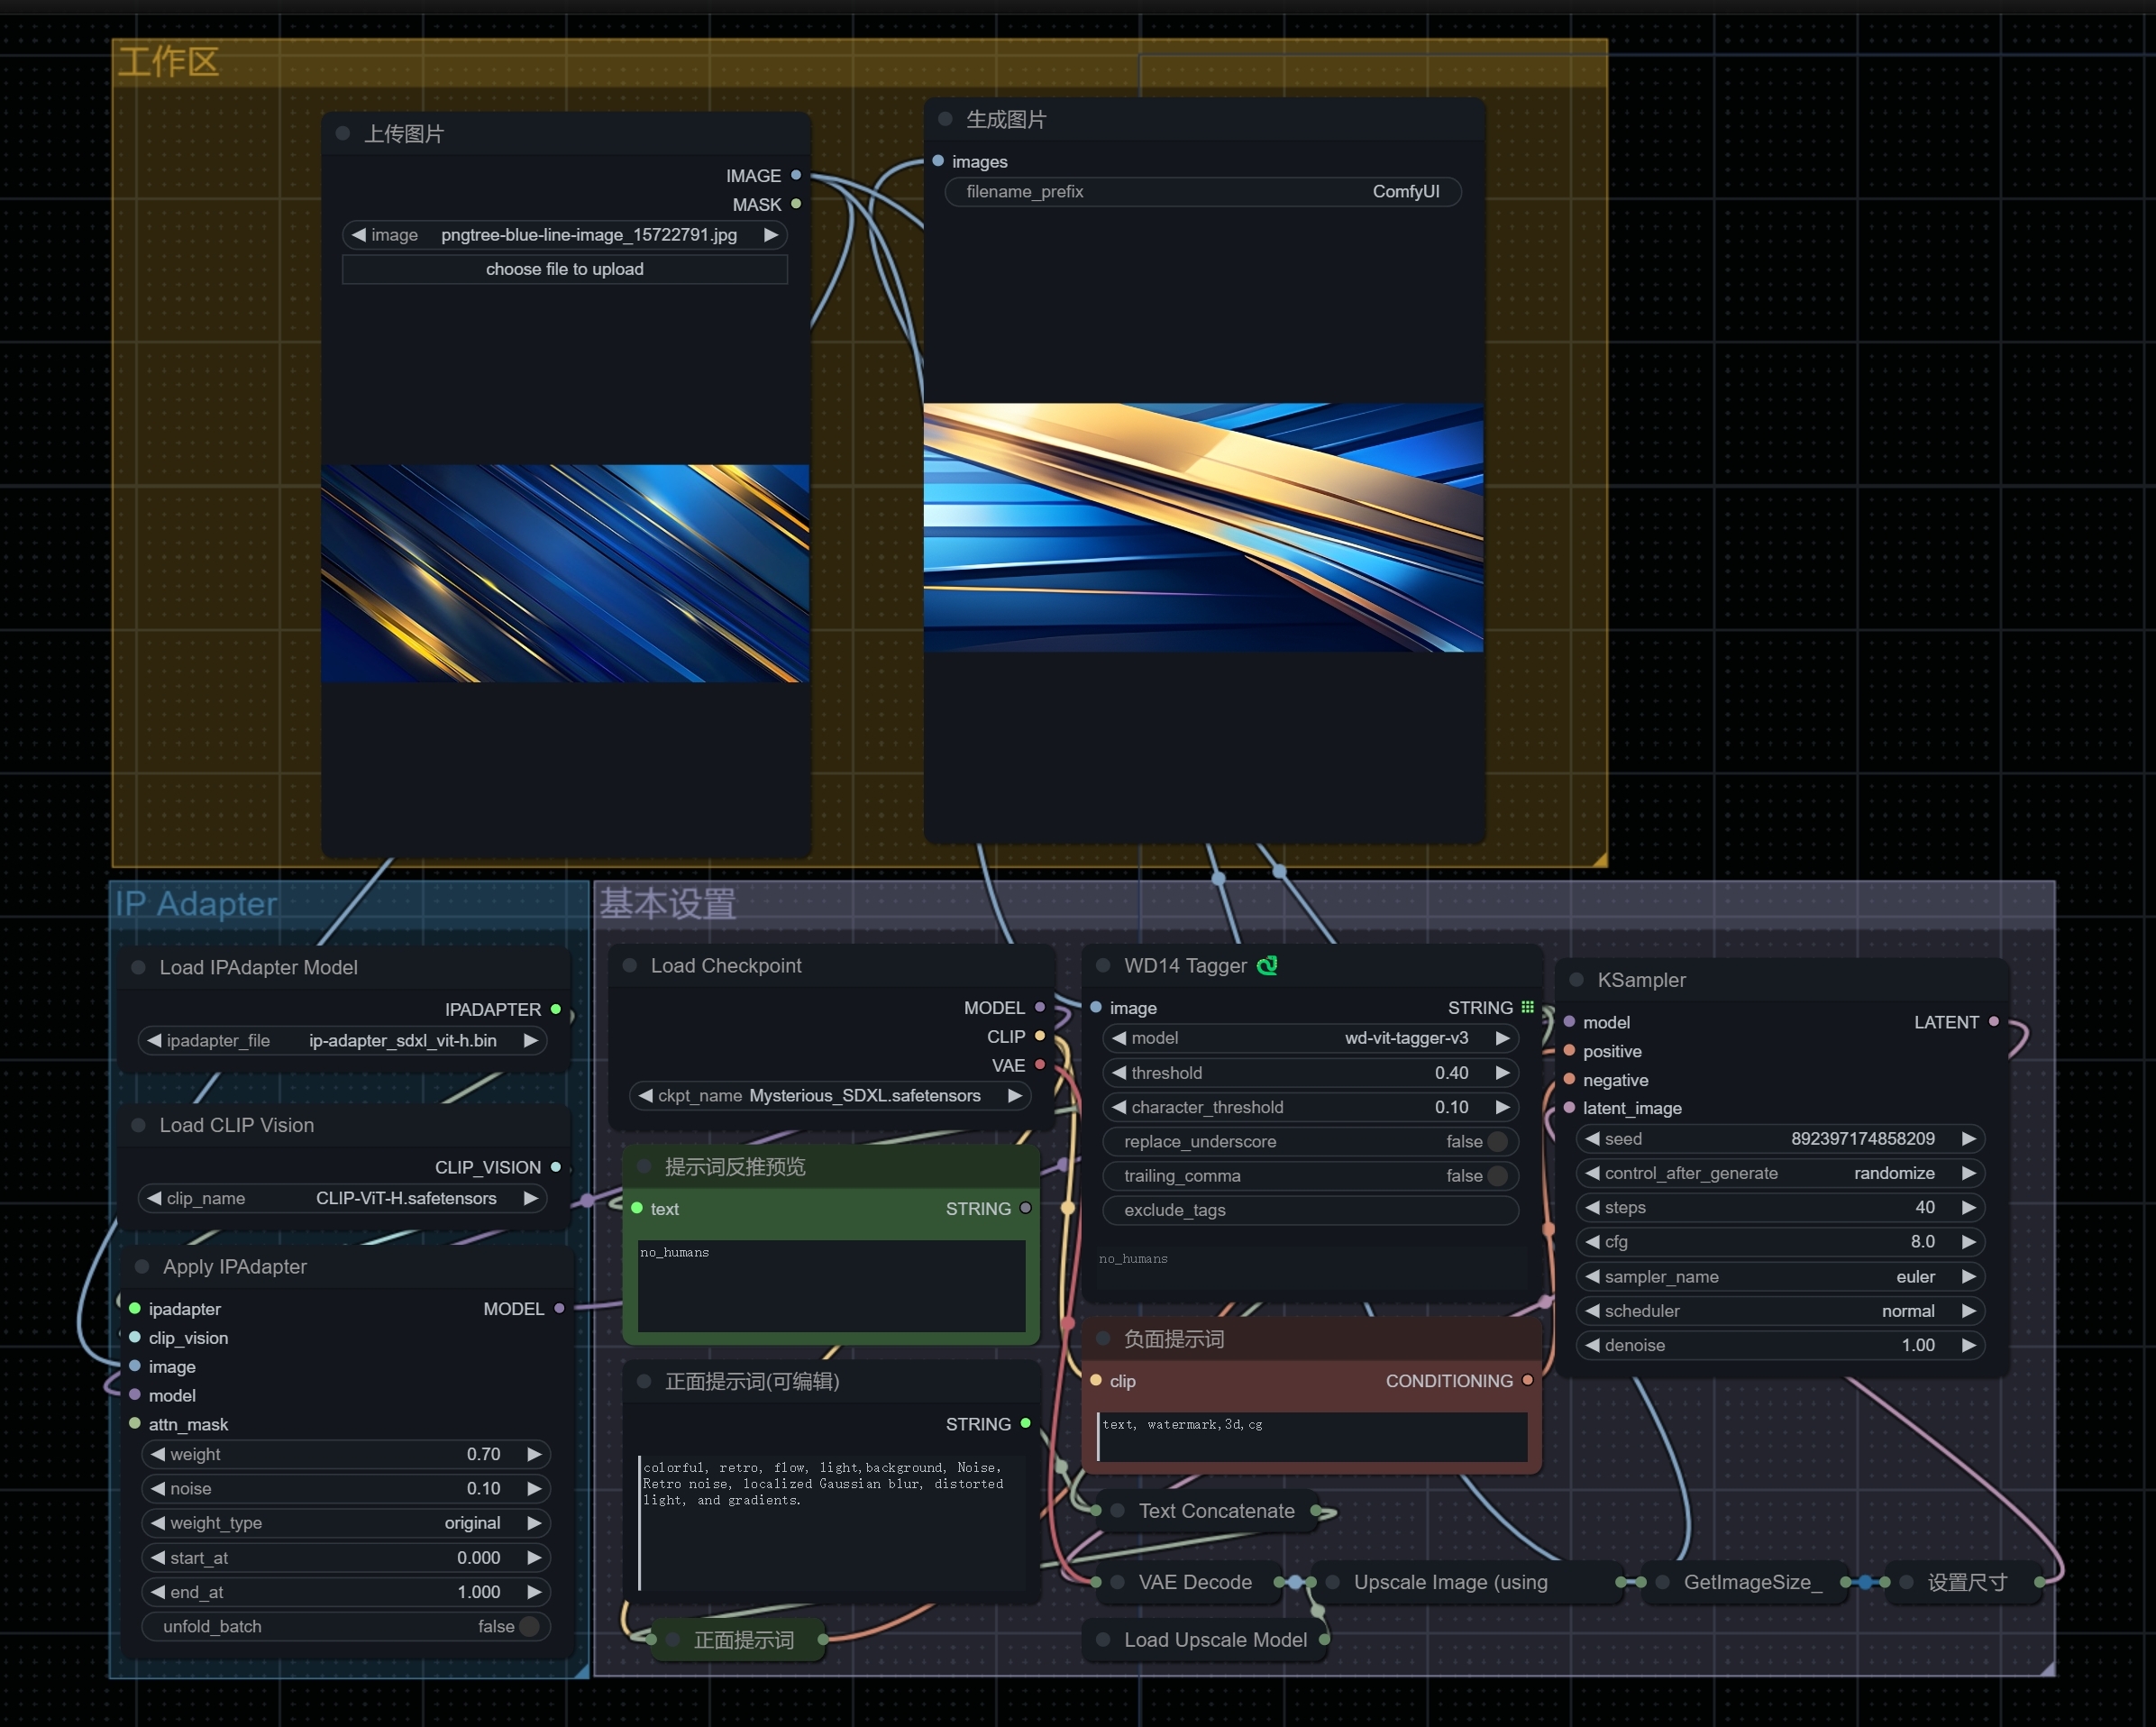 工作区
上传图片
IMAGE
MASK
image pngtree-blue-line-image_15722791.jpg
choose file to upload
生成图片
images
filename_prefix ComfyUI
IP Adapter
Load IPAdapter Model
IPADAPTER
ipadapter_file ip-adapter_sdxl_vit-h.bin
Load CLIP Vision
CLIP_VISION
clip_name CLIP-ViT-H.safetensors
Apply IPAdapter
ipadapter MODEL
clip_vision
image
model
attn_mask
weight 0.70
noise 0.10
weight_type original
start_at 0.000
end_at 1.000
unfold_batch false
基本设置
Load Checkpoint
MODEL
CLIP
VAE
ckpt_name Mysterious_SDXL.safetensors
提示词反推预览
text STRING
no_humans
正面提示词(可编辑)
STRING
colorful, retro, flow, light,background, Noise,
Retro noise, localized Gaussian blur, distorted
light, and gradients.
正面提示词
WD14 Tagger
image STRING
model wd-vit-tagger-v3
threshold 0.40
character_threshold 0.10
replace_underscore false
trailing_comma false
exclude_tags
no_humans
负面提示词
clip CONDITIONING
text, watermark,3d,cg
Text Concatenate
VAE Decode
Upscale Image (using
GetImageSize_
设置尺寸
Load Upscale Model
KSampler
model LATENT
positive
negative
latent_image
seed 892397174858209
control_after_generate randomize
steps 40
cfg 8.0
sampler_name euler
scheduler normal
denoise 1.00